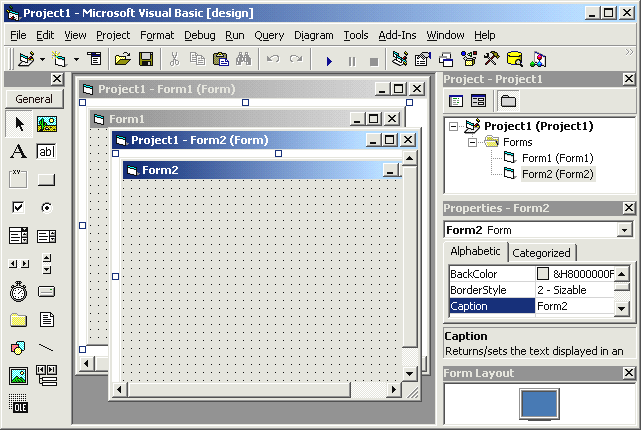 Project1 - Microsoft Visual Basic [design]
File Edit View Project Format Debug Run Query Diagram Tools Add-Ins Window Help
General
A
ab
xv
OLE
Project1 - Form1 (Form)
Form1
Project1 - Form2 (Form)
Form2
Project - Project1
Project1 (Project1)
Forms
Form1 (Form1)
Form2 (Form2)
Properties - Form2
Form2 Form
Alphabetic Categorized
BackColor &H8000000F
BorderStyle 2 - Sizable
Caption Form2
Caption
Returns/sets the text displayed in an
Form Layout